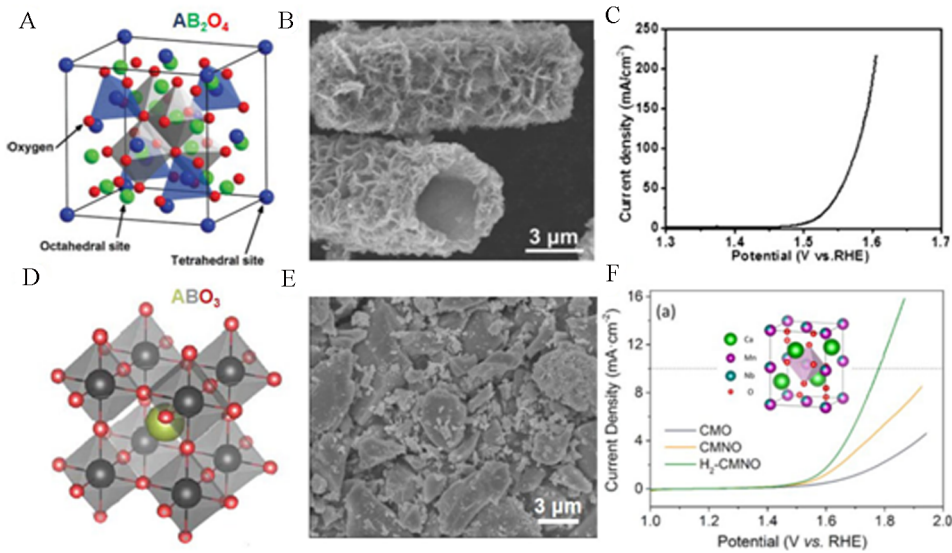 A
AB₂O₄
Oxygen
Octahedral site
Tetrahedral site
B
3 µm
C
Current density (mA/cm²)
250
200
150
100
50
0
1.3 1.4 1.5 1.6 1.7
Potential (V vs.RHE)
D
ABO₃
E
3 µm
F
(a)
Current Density (mA·cm⁻²)
16
12
8
4
0
Ca
Mn
Nb
O
CMO
CMNO
H₂-CMNO
1.0 1.2 1.4 1.6 1.8 2.0
Potential (V vs. RHE)